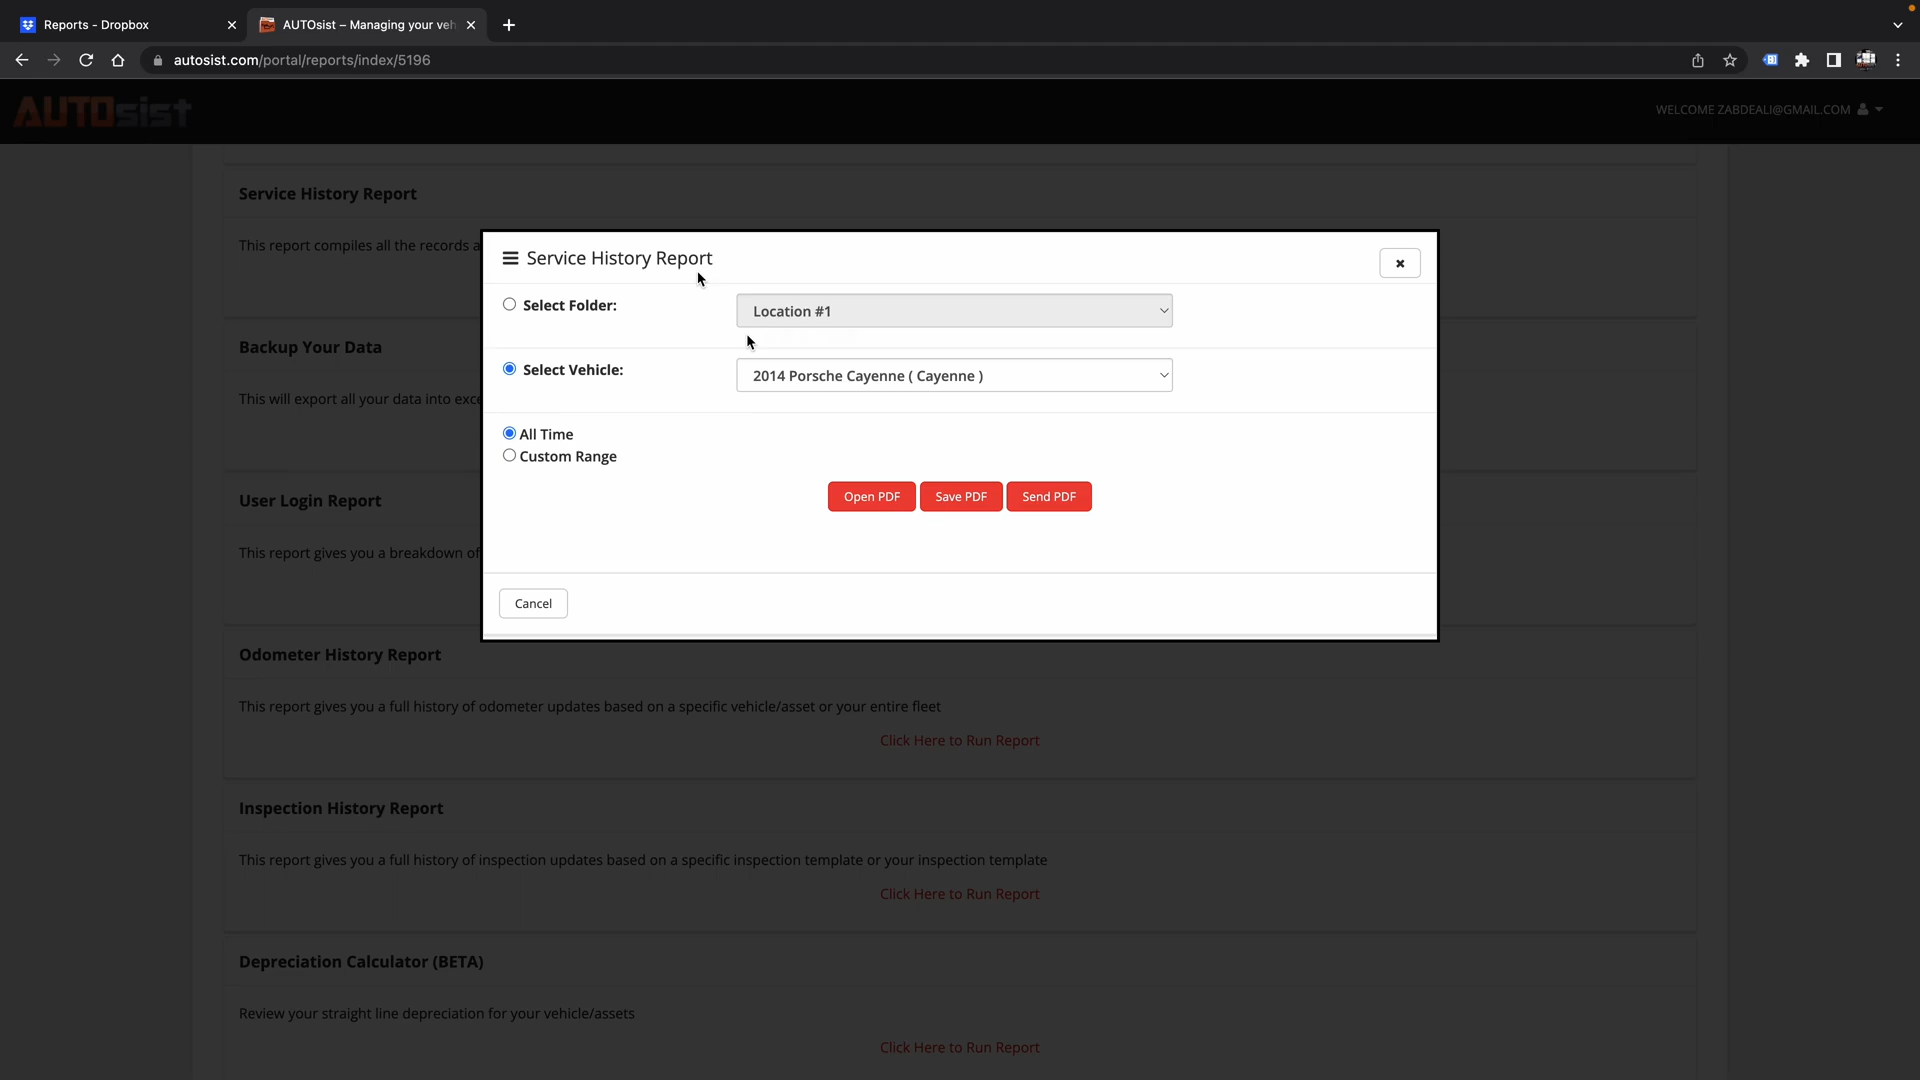 Reports - Dropbox
AUTOsist – Managing your veh
autosist.com/portal/reports/index/5196
AUTOsist
WELCOME ZABDEALI@GMAIL.COM
Service History Report
This report compiles all the records a
Service History Report
Select Folder:
Location #1
Select Vehicle:
2014 Porsche Cayenne ( Cayenne )
All Time
Custom Range
Open PDF
Save PDF
Send PDF
Cancel
Backup Your Data
This will export all your data into exce
User Login Report
This report gives you a breakdown of
Odometer History Report
This report gives you a full history of odometer updates based on a specific vehicle/asset or your entire fleet
Click Here to Run Report
Inspection History Report
This report gives you a full history of inspection updates based on a specific inspection template or your inspection template
Click Here to Run Report
Depreciation Calculator (BETA)
Review your straight line depreciation for your vehicle/assets
Click Here to Run Report